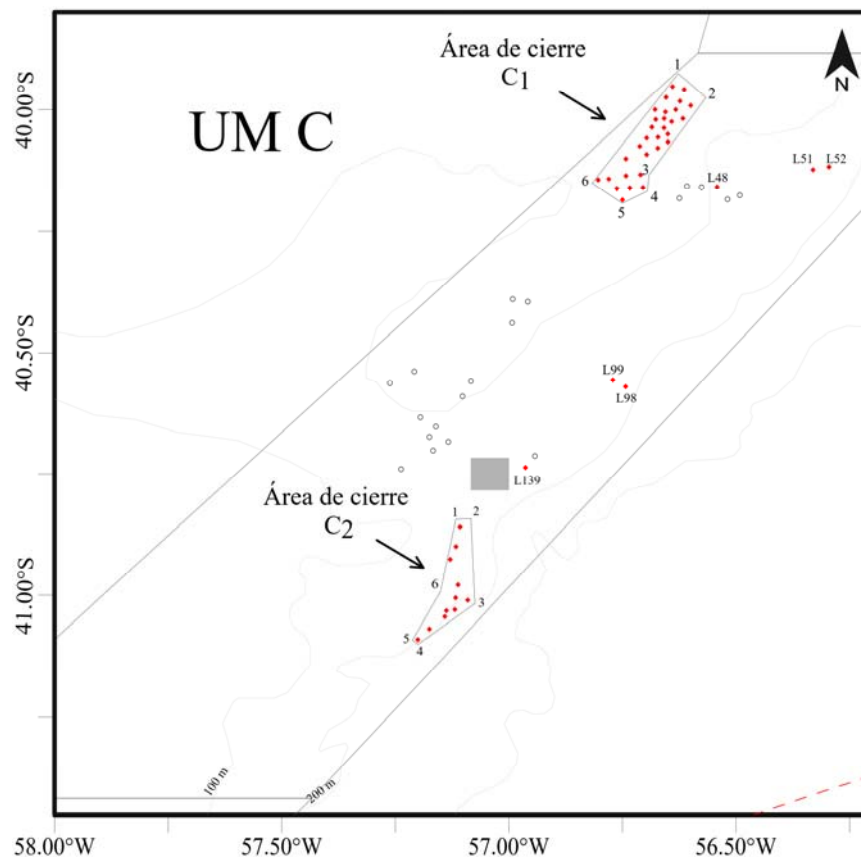 Área de cierre
C1
1
2
N
UM C
40.00°S
L51
L52
3
L48
6
4
5
40.50°S
L99
L98
L139
Área de cierre
C2
1
2
6
3
41.00°S
5
4
100 m
200 m
58.00°W
57.50°W
57.00°W
56.50°W